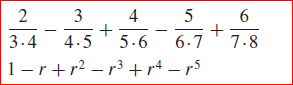 2/(3·4) − 3/(4·5) + 4/(5·6) − 5/(6·7) + 6/(7·8)
1 − r + r² − r³ + r⁴ − r⁵